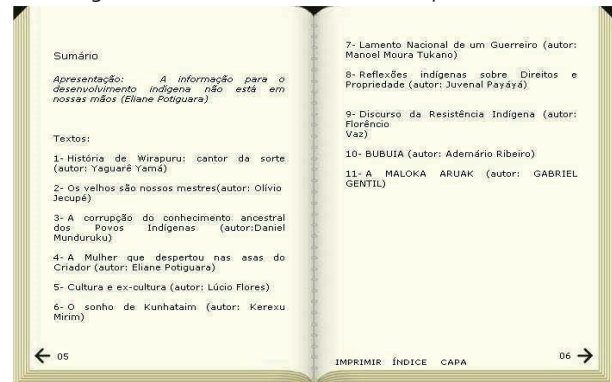 Sumário
Apresentação: A informação para o
desenvolvimento indígena não está em
nossas mãos (Eliane Potiguara)
Textos:
1- História de Wirapuru: cantor da sorte
(autor: Yaguarê Yamá)
2- Os velhos são nossos mestres(autor: Olívio
Jecupé)
3- A corrupção do conhecimento ancestral
dos Povos Indígenas (autor:Daniel
Munduruku)
4- A Mulher que despertou nas asas do
Criador (autor: Eliane Potiguara)
5- Cultura e ex-cultura (autor: Lúcio Flores)
6- O sonho de Kunhataim (autor: Kerexu
Mirim)
05
7- Lamento Nacional de um Guerreiro (autor:
Manoel Moura Tukano)
8- Reflexões indígenas sobre Direitos e
Propriedade (autor: Juvenal Payáyá)
9- Discurso da Resistência Indígena (autor:
Florêncio
Vaz)
10- BUBUIA (autor: Ademário Ribeiro)
11- A MALOKA ARUAK (autor: GABRIEL
GENTIL)
IMPRIMIR ÍNDICE CAPA
06